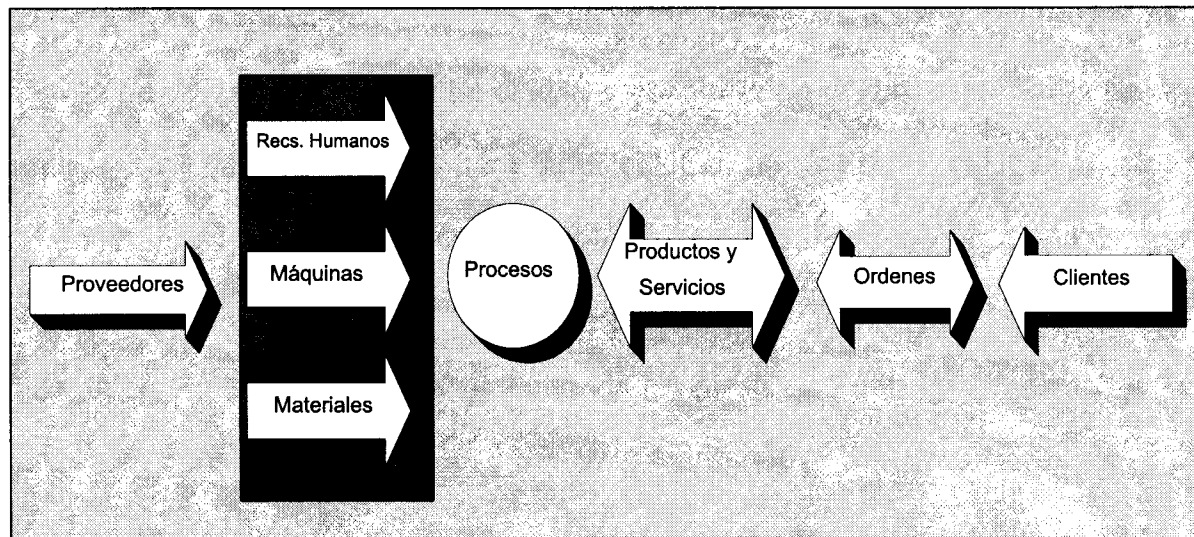 Proveedores
Recs. Humanos
Máquinas
Materiales
Procesos
Productos y
Servicios
Ordenes
Clientes